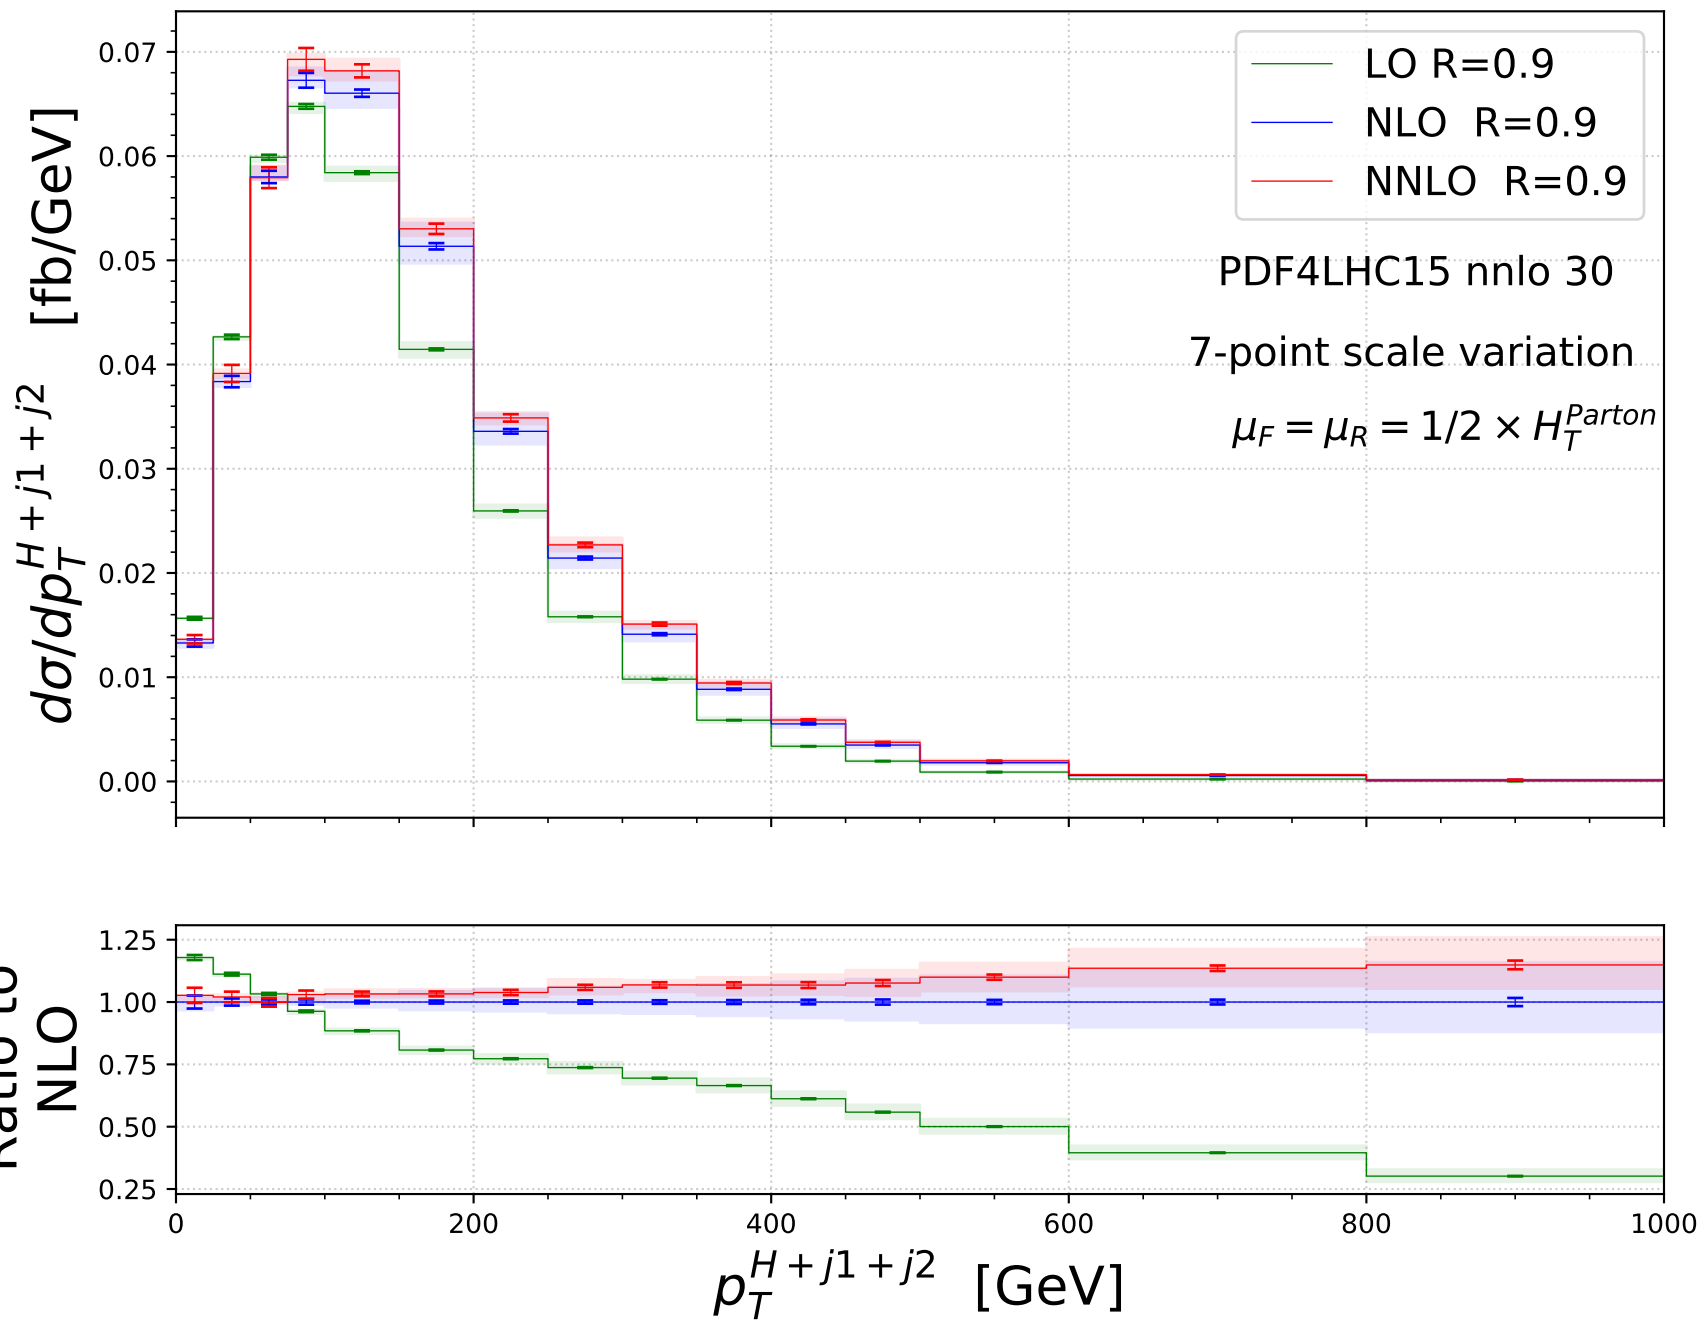 0.07
0.06
0.05
0.04
0.03
0.02
0.01
0.00
dσ/dp_T^{H+j1+j2} [fb/GeV]
LO R=0.9
NLO R=0.9
NNLO R=0.9
PDF4LHC15 nnlo 30
7-point scale variation
μ_F = μ_R = 1/2 × H_T^{Parton}
1.25
1.00
0.75
0.50
0.25
Ratio to
NLO
0 200 400 600 800 1000
p_T^{H+j1+j2} [GeV]